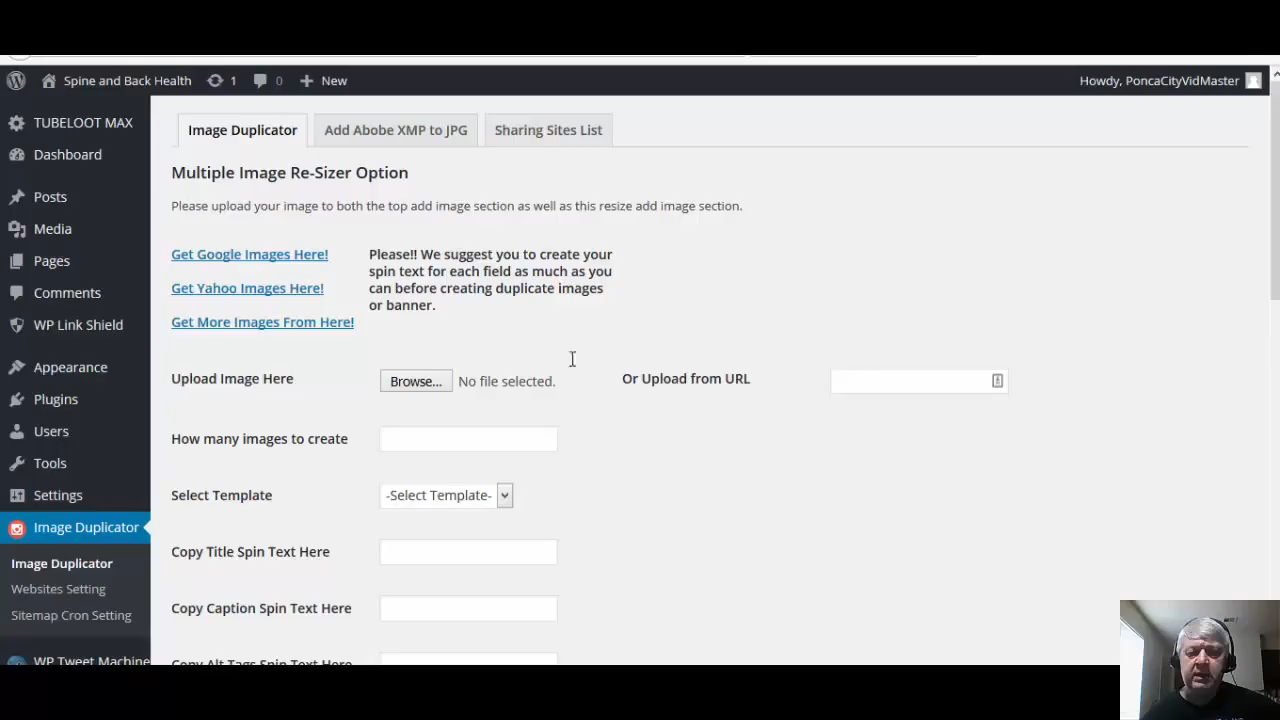 Spine and Back Health
1
0
New
Howdy, PoncaCityVidMaster
TUBELOOT MAX
Dashboard
Posts
Media
Pages
Comments
WP Link Shield
Appearance
Plugins
Users
Tools
Settings
Image Duplicator
Image Duplicator
Websites Setting
Sitemap Cron Setting
WP Tweet Machine
Image Duplicator
Add Abobe XMP to JPG
Sharing Sites List
Multiple Image Re-Sizer Option
Please upload your image to both the top add image section as well as this resize add image section.
Get Google Images Here!
Get Yahoo Images Here!
Get More Images From Here!
Please!! We suggest you to create your
spin text for each field as much as you
can before creating duplicate images
or banner.
Upload Image Here
Browse...
No file selected.
Or Upload from URL
How many images to create
Select Template
-Select Template-
Copy Title Spin Text Here
Copy Caption Spin Text Here
Copy Alt Tags Spin Text Here